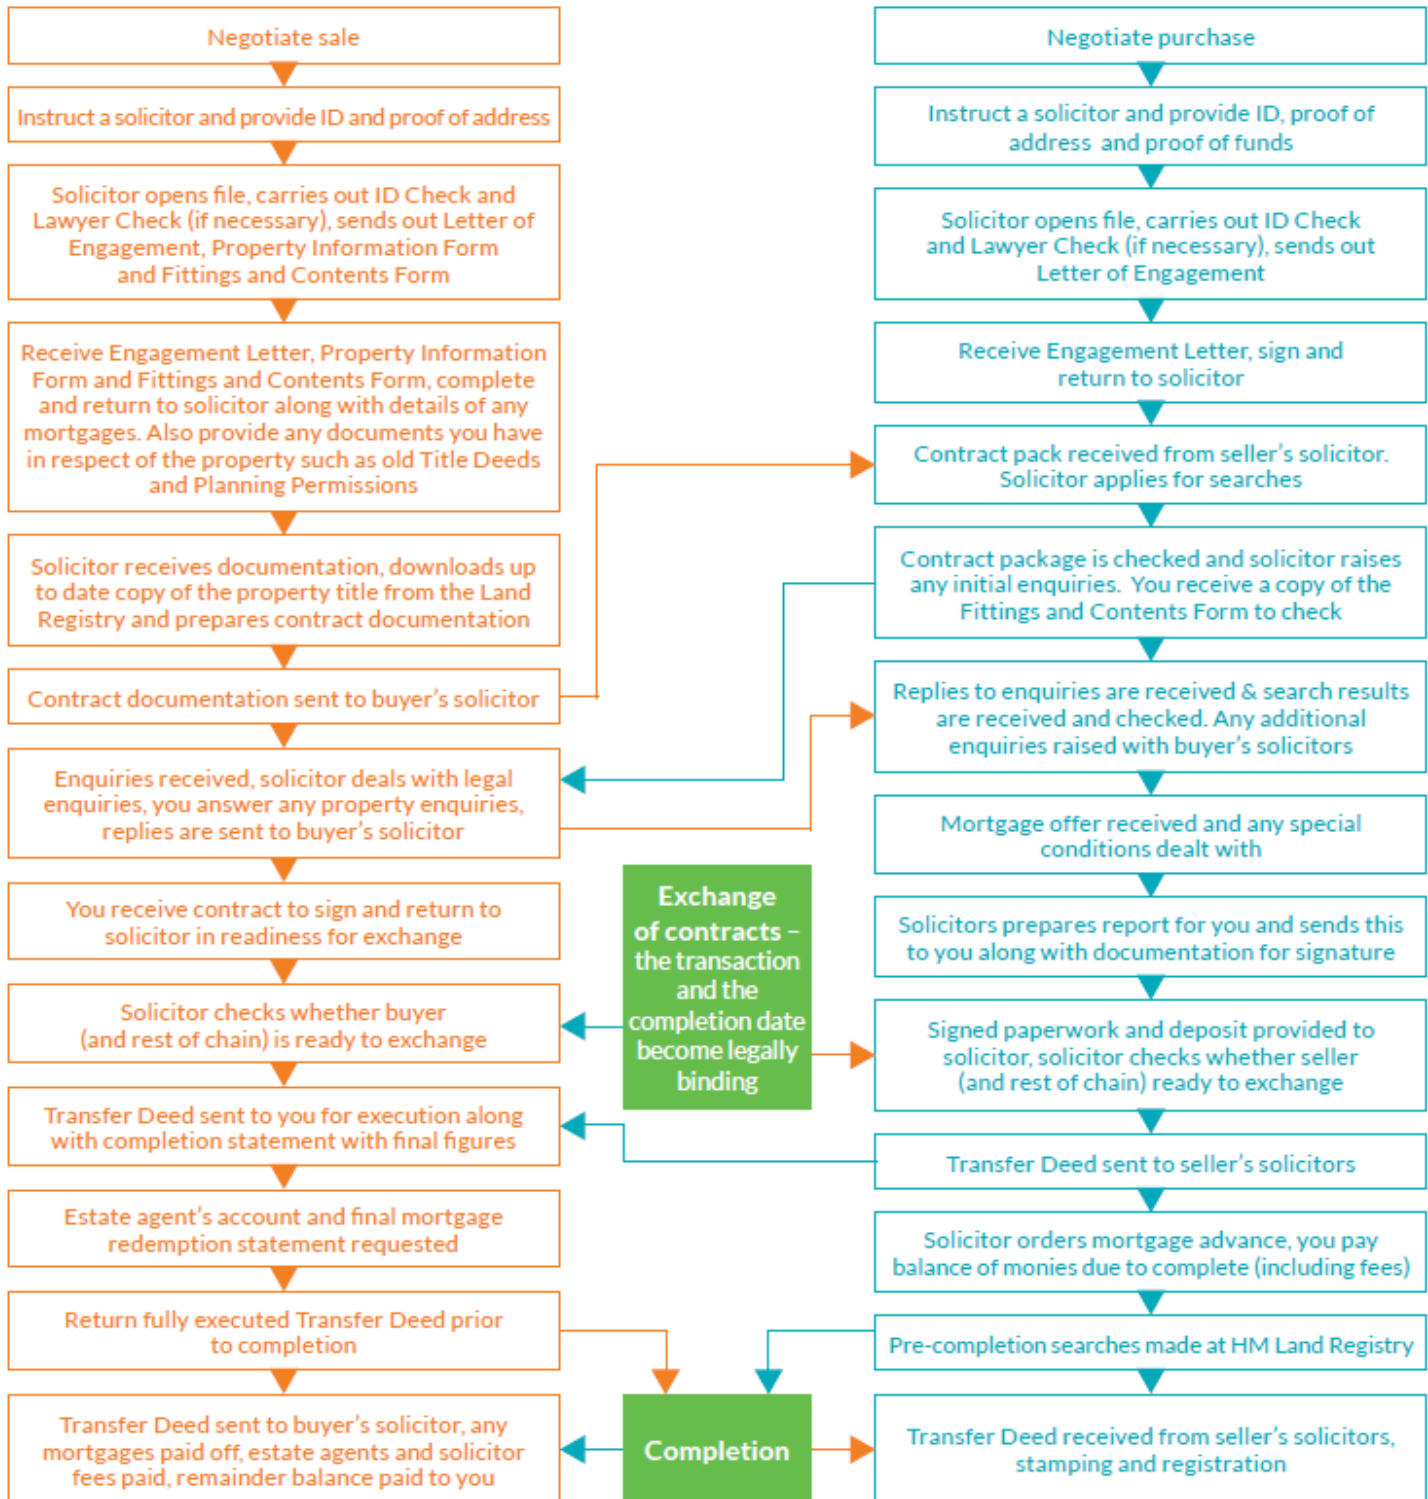 Negotiate sale
Instruct a solicitor and provide ID and proof of address
Solicitor opens file, carries out ID Check and
Lawyer Check (if necessary), sends out Letter of
Engagement, Property Information Form
and Fittings and Contents Form
Receive Engagement Letter, Property Information
Form and Fittings and Contents Form, complete
and return to solicitor along with details of any
mortgages. Also provide any documents you have
in respect of the property such as old Title Deeds
and Planning Permissions
Solicitor receives documentation, downloads up
to date copy of the property title from the Land
Registry and prepares contract documentation
Contract documentation sent to buyer’s solicitor
Enquiries received, solicitor deals with legal
enquiries, you answer any property enquiries,
replies are sent to buyer’s solicitor
You receive contract to sign and return to
solicitor in readiness for exchange
Solicitor checks whether buyer
(and rest of chain) is ready to exchange
Transfer Deed sent to you for execution along
with completion statement with final figures
Estate agent’s account and final mortgage
redemption statement requested
Return fully executed Transfer Deed prior
to completion
Transfer Deed sent to buyer’s solicitor, any
mortgages paid off, estate agents and solicitor
fees paid, remainder balance paid to you
Exchange
of contracts –
the transaction
and the
completion date
become legally
binding
Completion
Negotiate purchase
Instruct a solicitor and provide ID, proof of
address and proof of funds
Solicitor opens file, carries out ID Check
and Lawyer Check (if necessary), sends out
Letter of Engagement
Receive Engagement Letter, sign and
return to solicitor
Contract pack received from seller’s solicitor.
Solicitor applies for searches
Contract package is checked and solicitor raises
any initial enquiries. You receive a copy of the
Fittings and Contents Form to check
Replies to enquiries are received & search results
are received and checked. Any additional
enquiries raised with buyer’s solicitors
Mortgage offer received and any special
conditions dealt with
Solicitors prepares report for you and sends this
to you along with documentation for signature
Signed paperwork and deposit provided to
solicitor, solicitor checks whether seller
(and rest of chain) ready to exchange
Transfer Deed sent to seller’s solicitors
Solicitor orders mortgage advance, you pay
balance of monies due to complete (including fees)
Pre-completion searches made at HM Land Registry
Transfer Deed received from seller’s solicitors,
stamping and registration